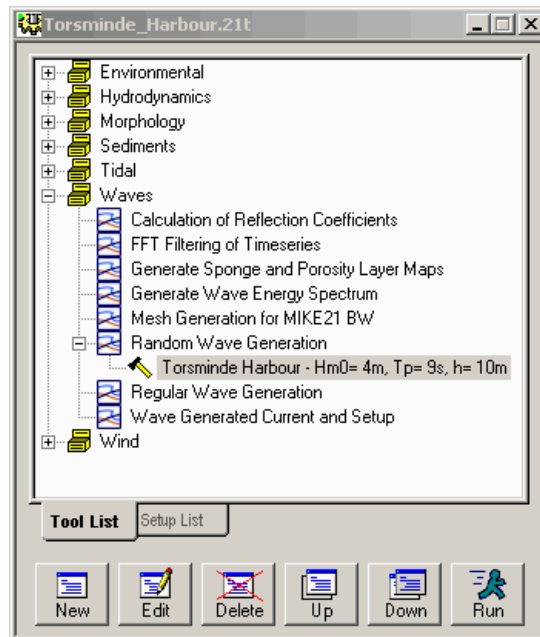 Torsminde_Harbour.21t
Environmental
Hydrodynamics
Morphology
Sediments
Tidal
Waves
Calculation of Reflection Coefficients
FFT Filtering of Timeseries
Generate Sponge and Porosity Layer Maps
Generate Wave Energy Spectrum
Mesh Generation for MIKE21 BW
Random Wave Generation
Torsminde Harbour - Hm0= 4m, Tp= 9s, h= 10m
Regular Wave Generation
Wave Generated Current and Setup
Wind
Tool List Setup List
New Edit Delete Up Down Run